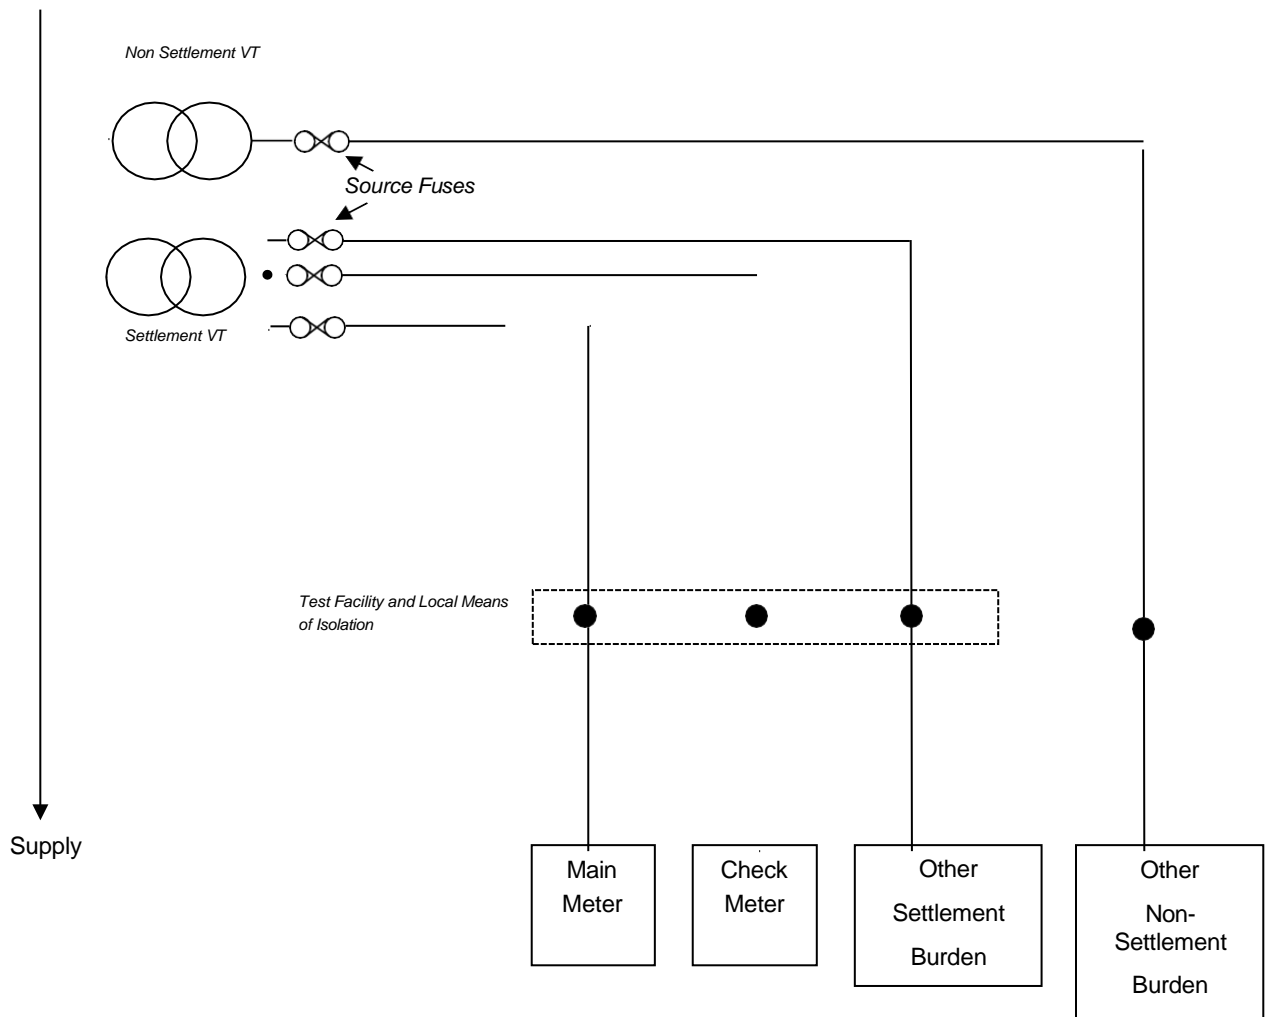 Non Settlement VT
Source Fuses
Settlement VT
Test Facility and Local Means
of Isolation
Supply
Main
Meter
Check
Meter
Other
Settlement
Burden
Other
Non-
Settlement
Burden